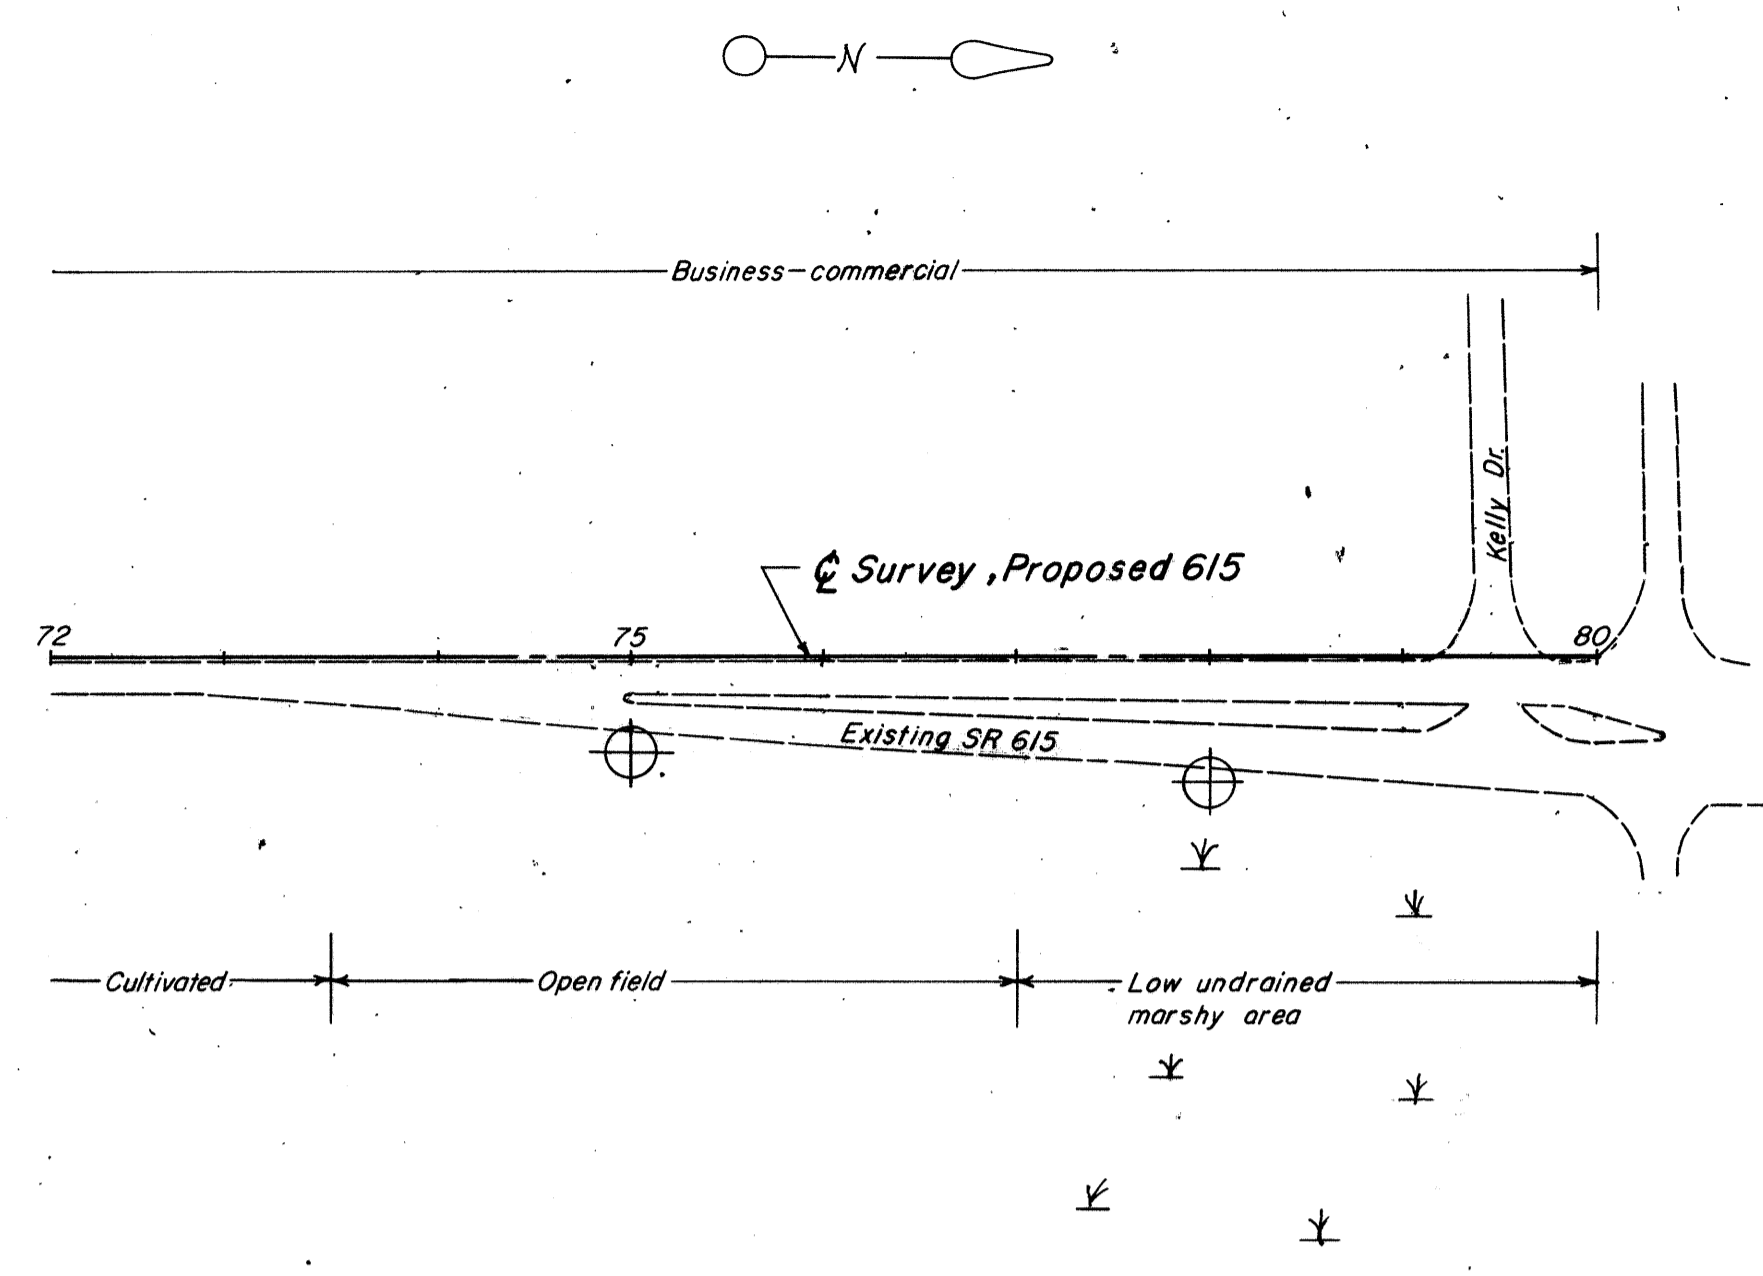 N
Business-commercial
Kelly Dr.
℄ Survey, Proposed 615
72
75
80
Existing SR 615
Cultivated
Open field
Low undrained
marshy area